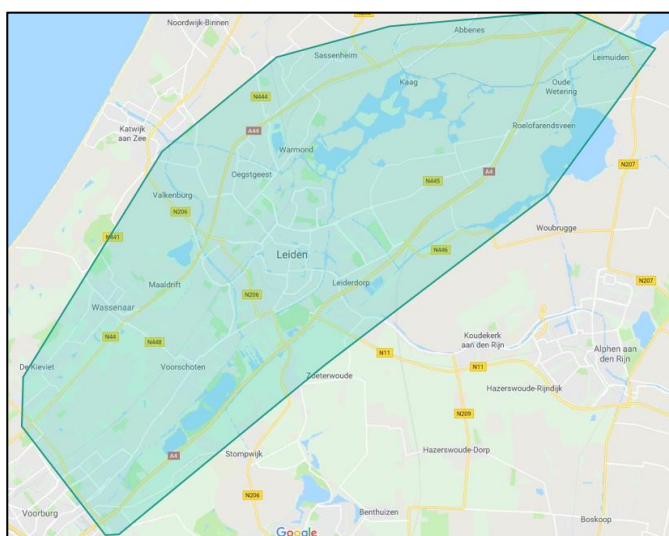 Noordwijk-Binnen
Abbenes
Leimuiden
Sassenheim
Kaag
Oude
Wetering
N444
Katwijk
aan Zee
A44
Roelofarendsveen
Warmond
N207
Oegstgeest
A4
N445
Valkenburg
N206
Woubrugge
N441
N446
Leiden
Maaldrift
Leiderdorp
N207
N206
Wassenaar
N44
N448
Koudekerk
aan den Rijn
Alphen aan
den Rijn
N11
De Kieviet
Voorschoten
N11
Zoeterwoude
Hazerswoude-Rijndijk
N209
A4
Stompwijk
Hazerswoude-Dorp
N206
Voorburg
Benthuizen
Boskoop
Google